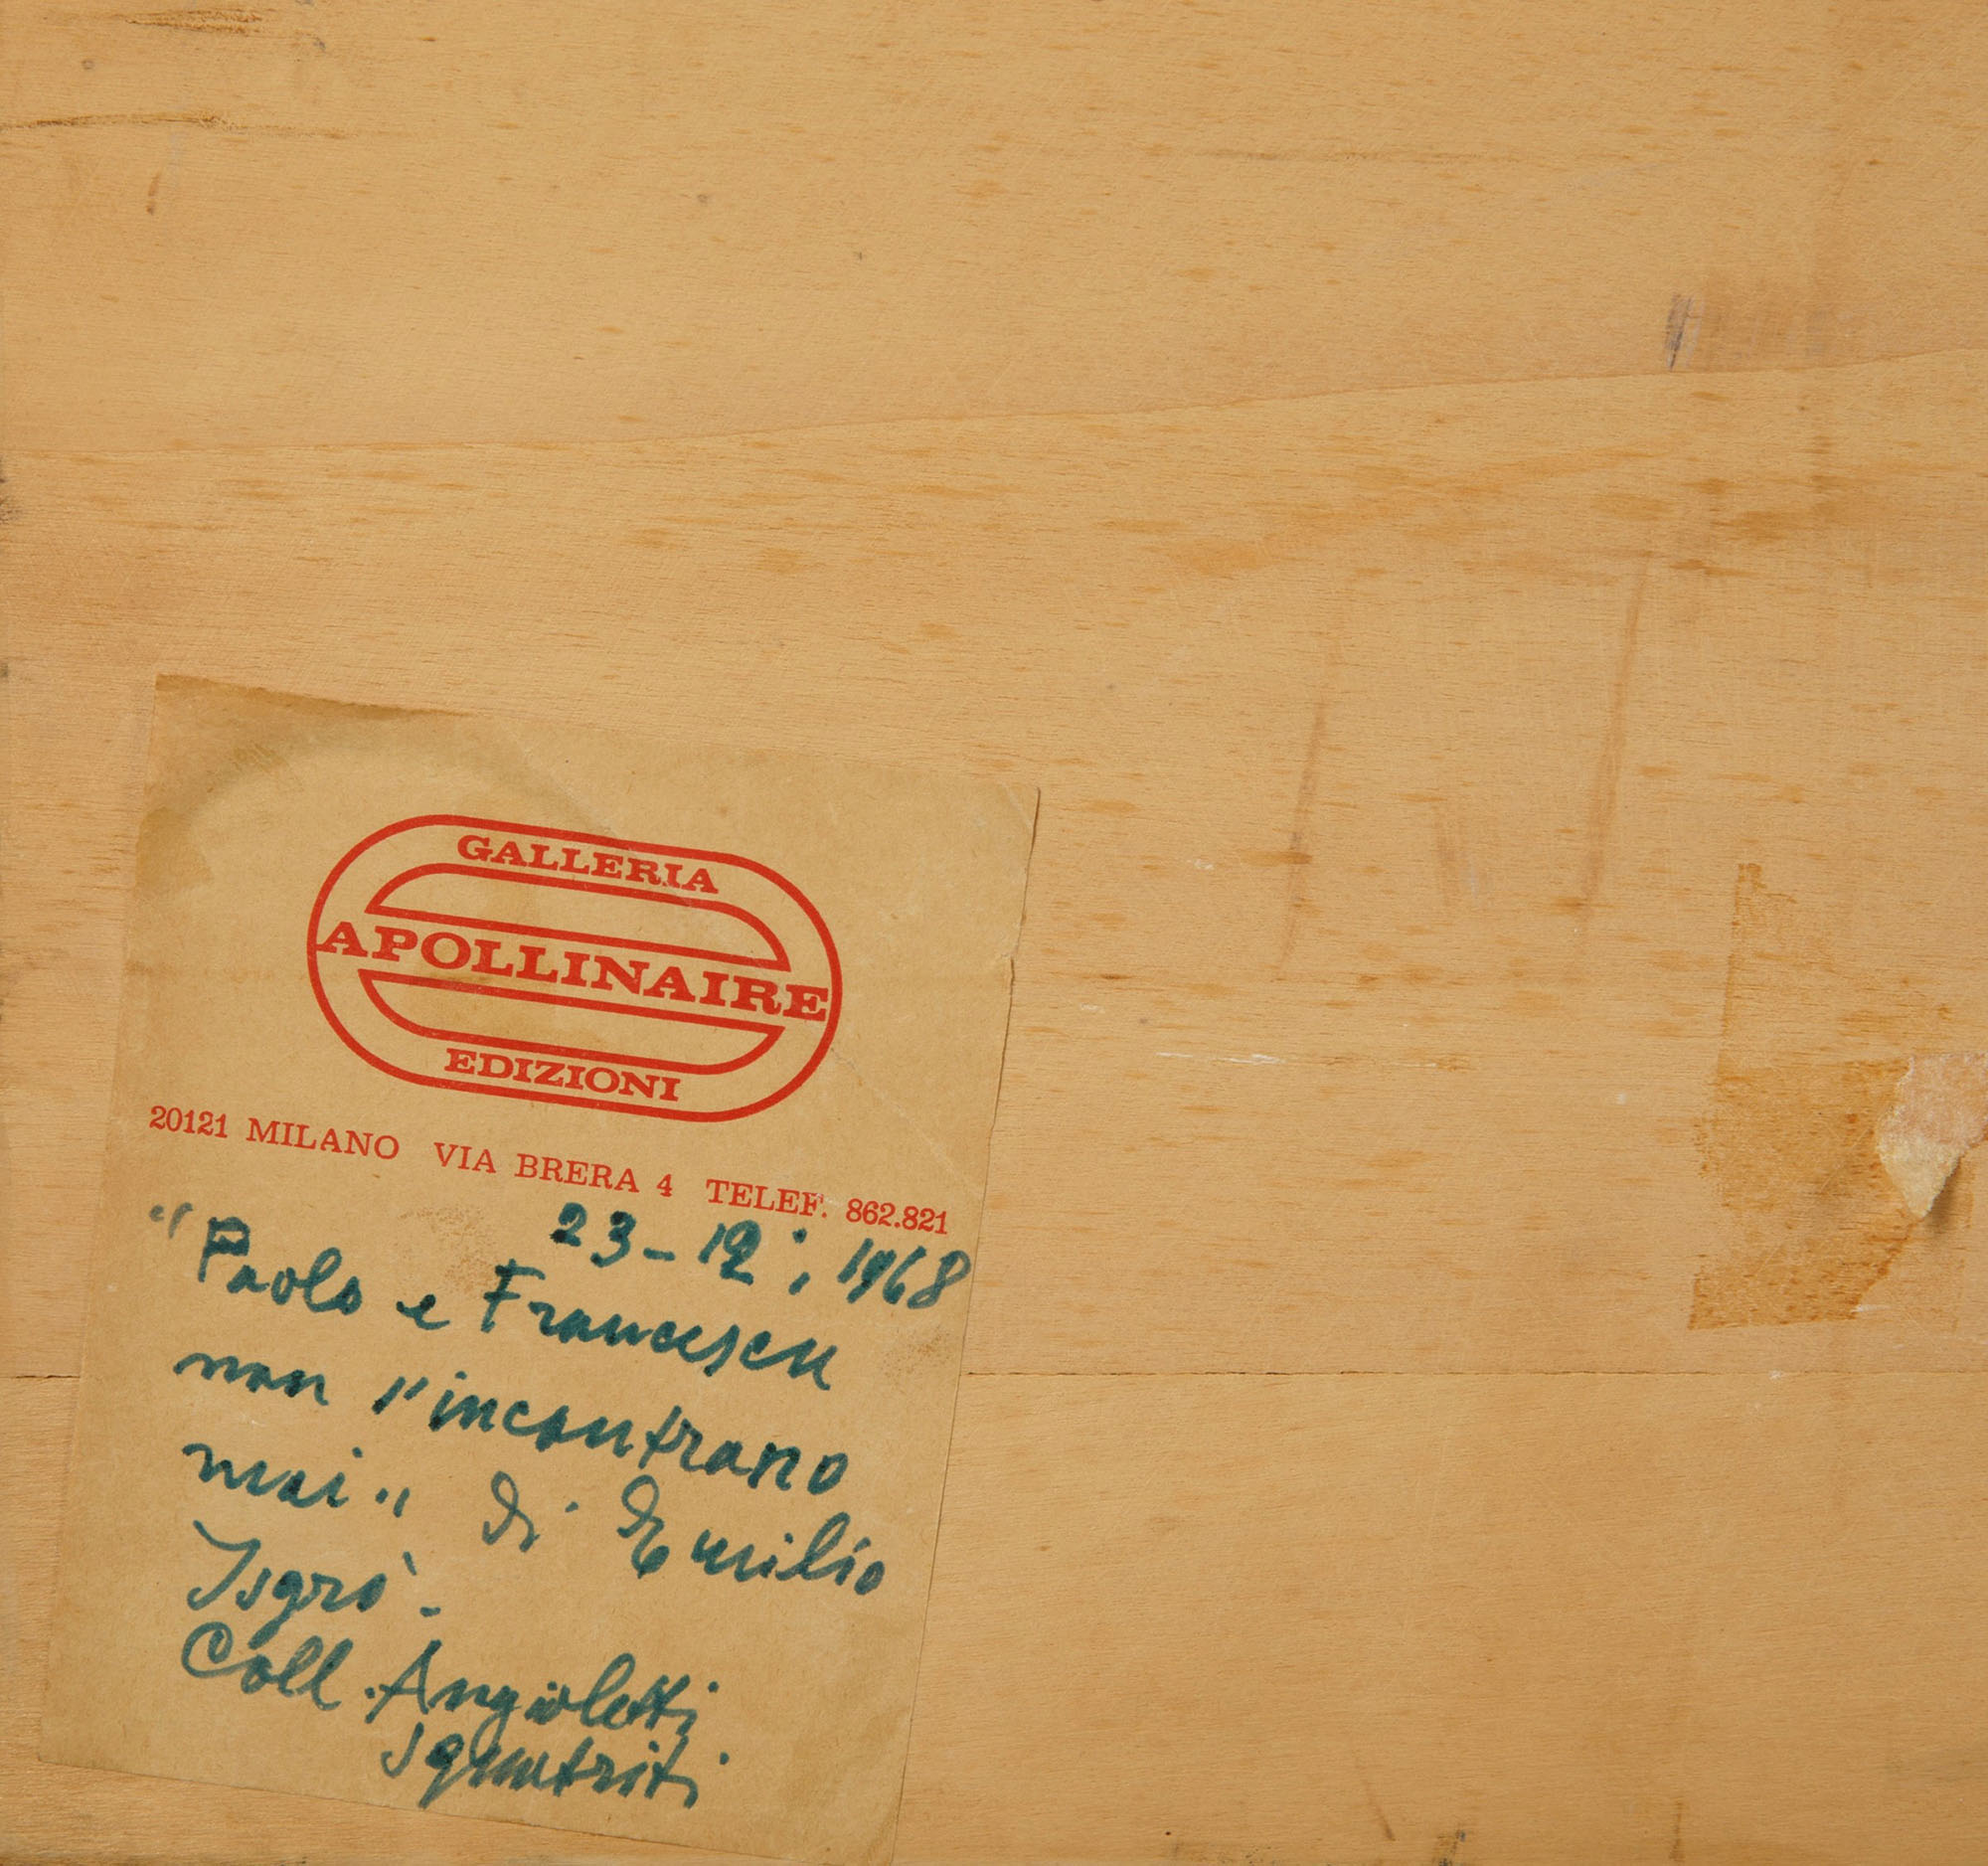 GALLERIA
APOLLINAIRE
EDIZIONI
20121 MILANO VIA BRERA 4 TELEF. 862.821
23-12, 1968
"Paolo e Francesca
non s'incontrano
mai" di Emilio
Isgrò.
Coll. Angioletti